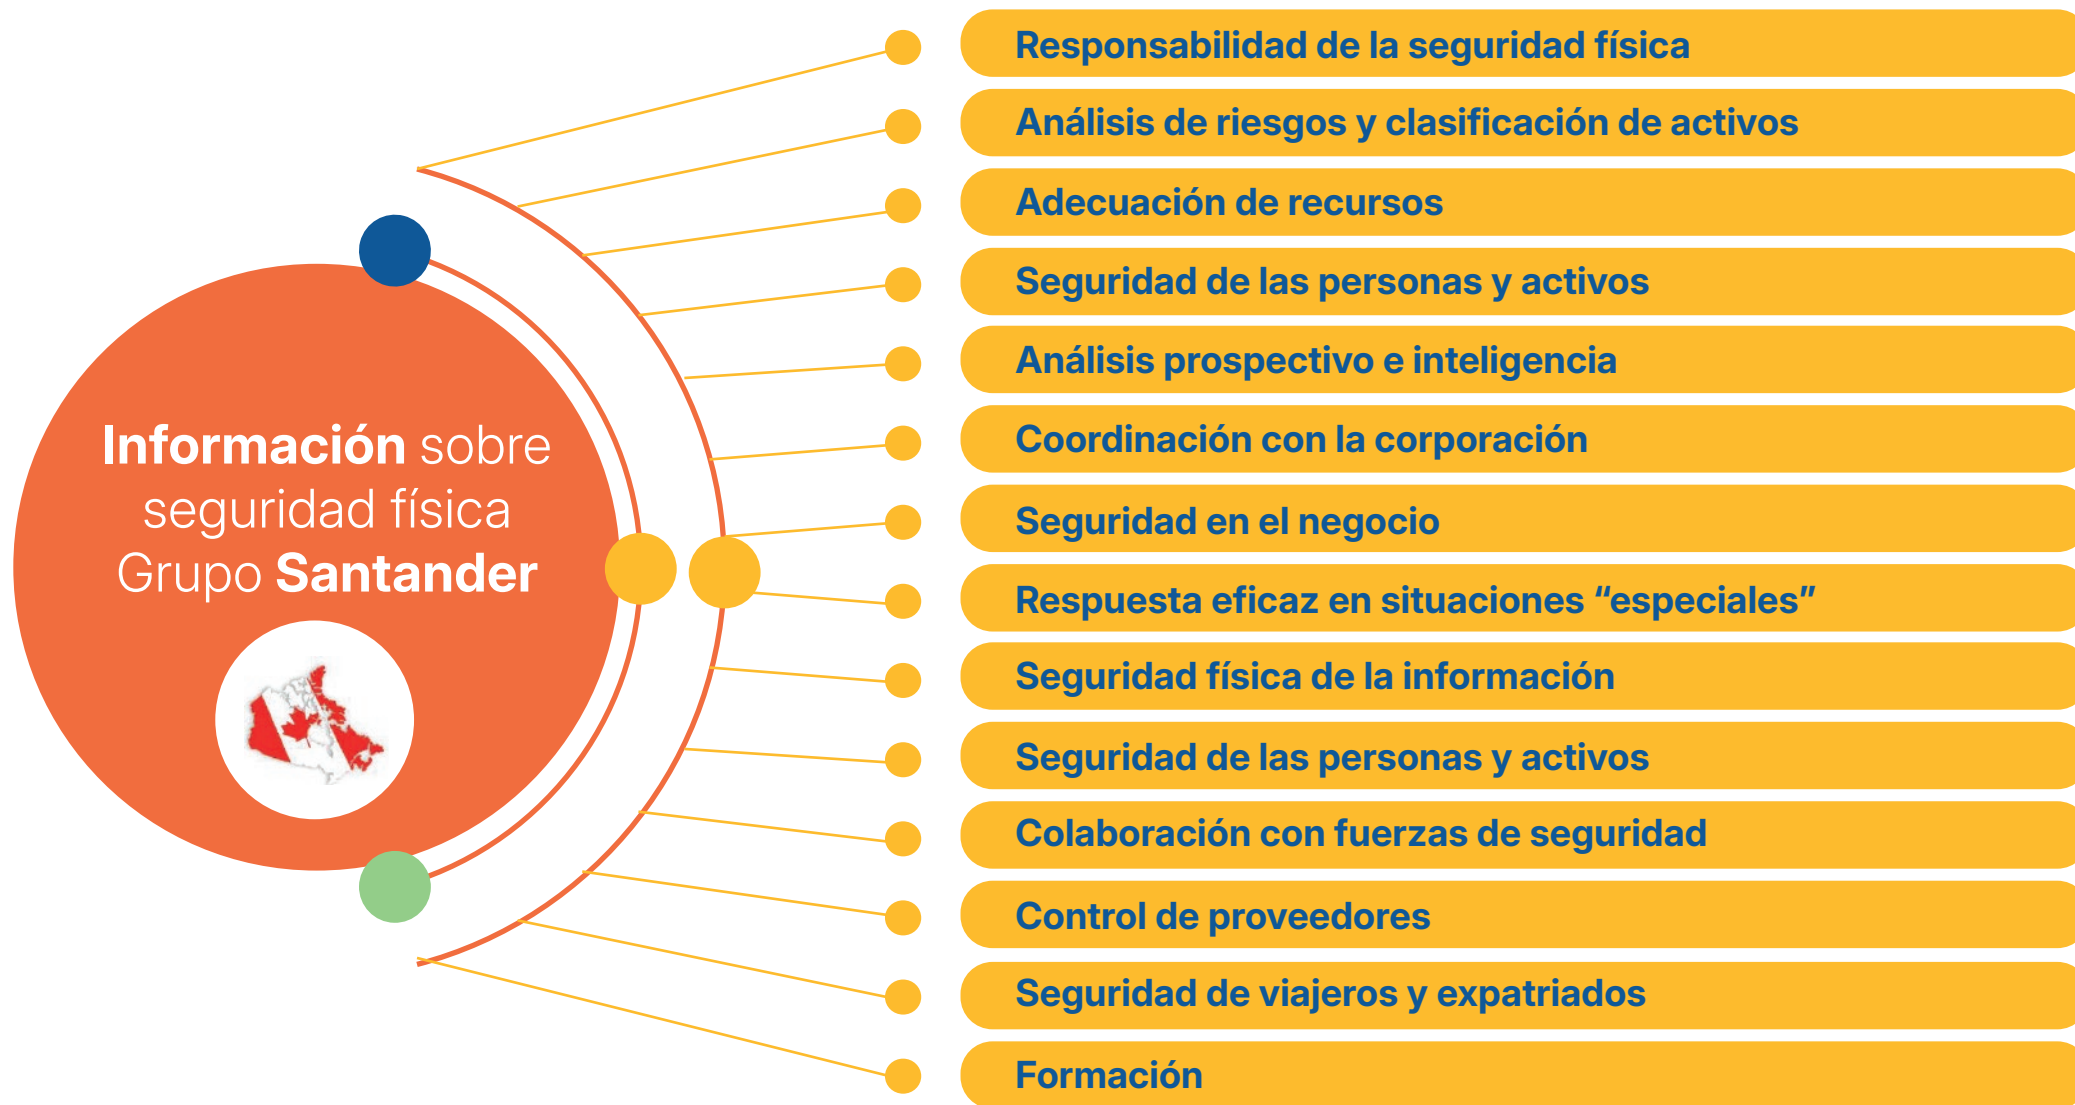 Información sobre
seguridad física
Grupo Santander
Responsabilidad de la seguridad física
Análisis de riesgos y clasificación de activos
Adecuación de recursos
Seguridad de las personas y activos
Análisis prospectivo e inteligencia
Coordinación con la corporación
Seguridad en el negocio
Respuesta eficaz en situaciones “especiales”
Seguridad física de la información
Seguridad de las personas y activos
Colaboración con fuerzas de seguridad
Control de proveedores
Seguridad de viajeros y expatriados
Formación